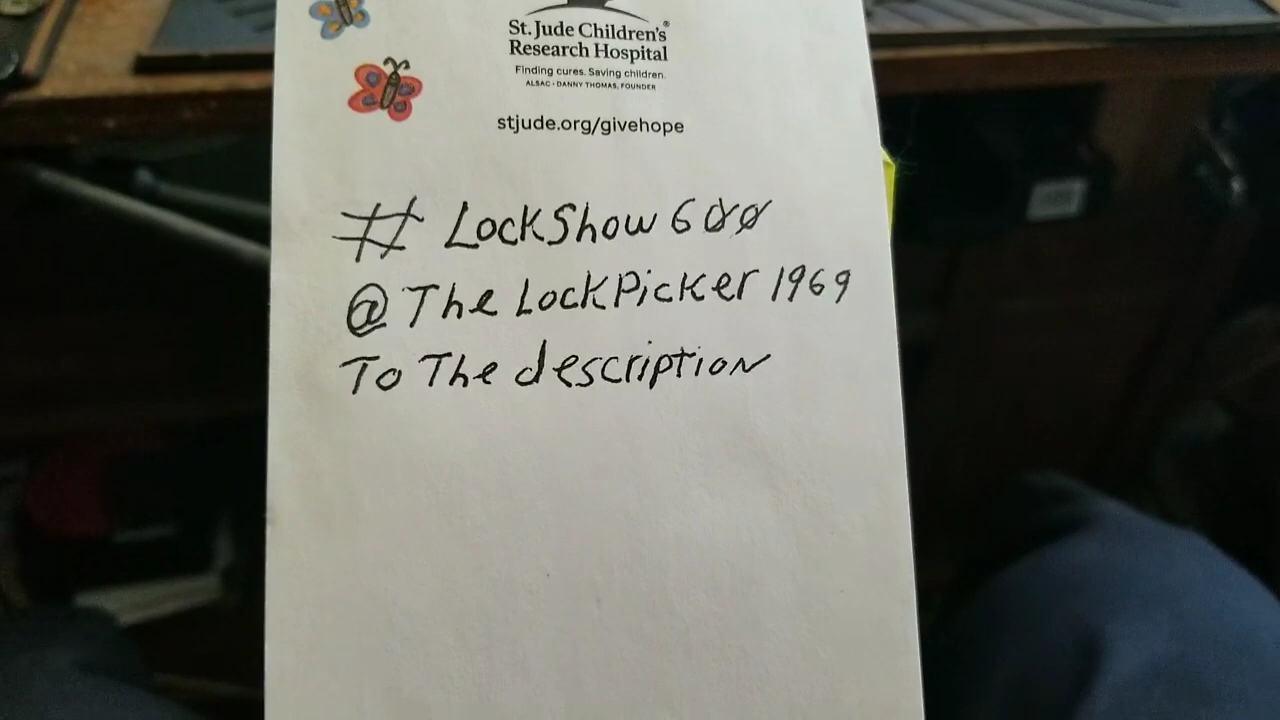 St. Jude Children's®
Research Hospital
Finding cures. Saving children.
ALSAC • DANNY THOMAS, FOUNDER
stjude.org/givehope
# LockShow 600
@ The LockPicker 1969
To The description